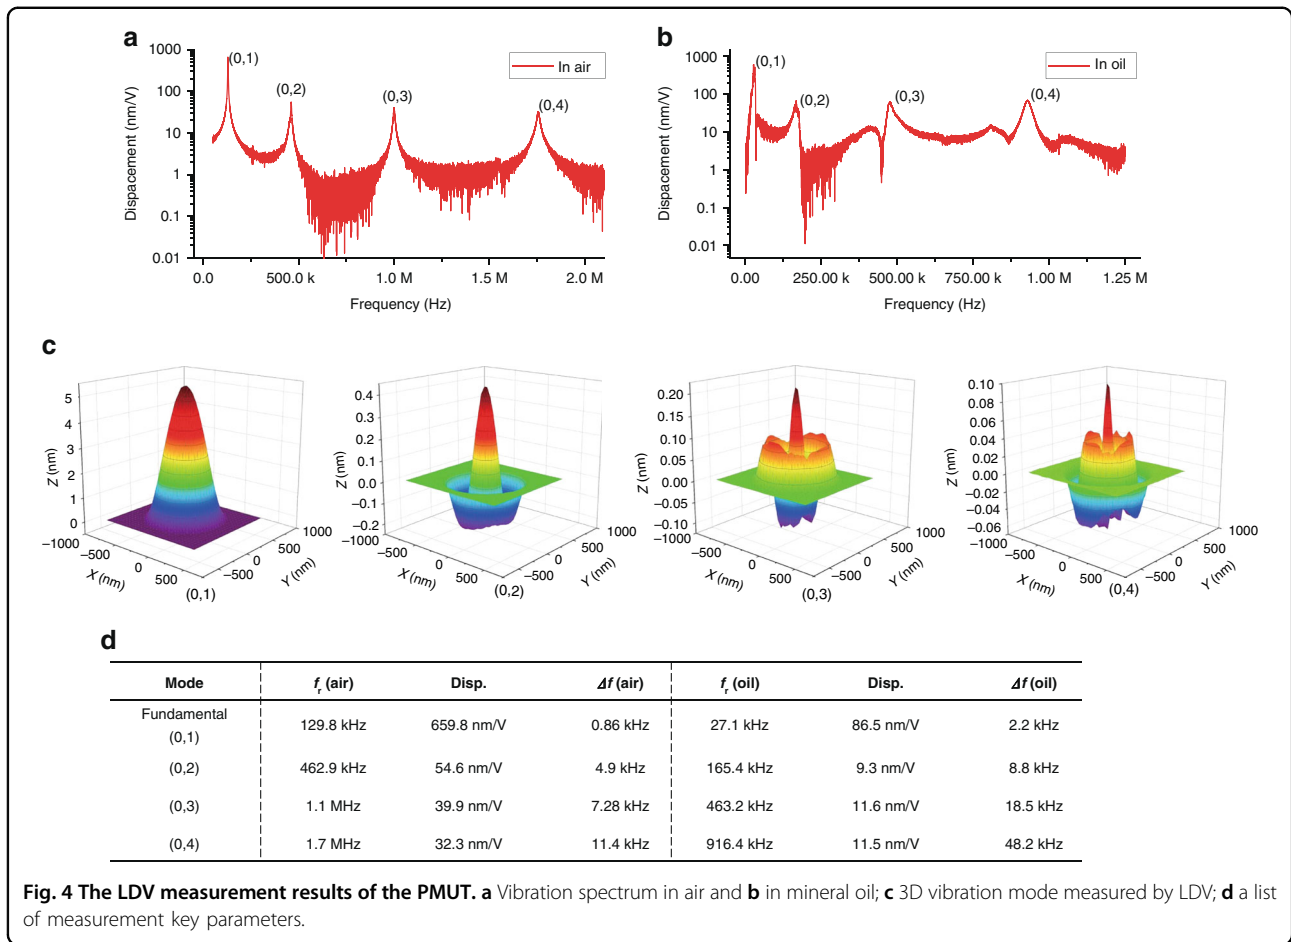 a
1000
100
10
1
0.1
0.01
Dispacement (nm/V)
(0,1)
(0,2)
(0,3)
(0,4)
In air
0.0
500.0 k
1.0 M
1.5 M
2.0 M
Frequency (Hz)
b
1000
100
10
1
0.1
0.01
Dispacement (nm/V)
(0,1)
(0,2)
(0,3)
(0,4)
In oil
0.00
250.00 k
500.00 k
750.00 k
1.00 M
1.25 M
Frequency (Hz)
c
5
4
3
2
1
0
Z (nm)
−1000
−500
0
500
X (nm)
1000
500
0
−500
Y (nm)
(0,1)
0.4
0.3
0.2
0.1
0.0
−0.1
−0.2
Z (nm)
−1000
−500
0
500
X (nm)
1000
500
0
−500
Y (nm)
(0,2)
0.20
0.15
0.10
0.05
0.00
−0.05
−0.10
Z (nm)
−1000
−500
0
500
X (nm)
1000
500
0
−500
Y (nm)
(0,3)
0.10
0.08
0.06
0.04
0.02
0.00
−0.02
−0.04
−0.06
Z (nm)
−1000
−500
0
500
X (nm)
1000
500
0
−500
Y (nm)
(0,4)
d
Mode fr (air) Disp. Δf (air) fr (oil) Disp. Δf (oil)
Fundamental
(0,1) 129.8 kHz 659.8 nm/V 0.86 kHz 27.1 kHz 86.5 nm/V 2.2 kHz
(0,2) 462.9 kHz 54.6 nm/V 4.9 kHz 165.4 kHz 9.3 nm/V 8.8 kHz
(0,3) 1.1 MHz 39.9 nm/V 7.28 kHz 463.2 kHz 11.6 nm/V 18.5 kHz
(0,4) 1.7 MHz 32.3 nm/V 11.4 kHz 916.4 kHz 11.5 nm/V 48.2 kHz
Fig. 4 The LDV measurement results of the PMUT. a Vibration spectrum in air and b in mineral oil; c 3D vibration mode measured by LDV; d a list
of measurement key parameters.